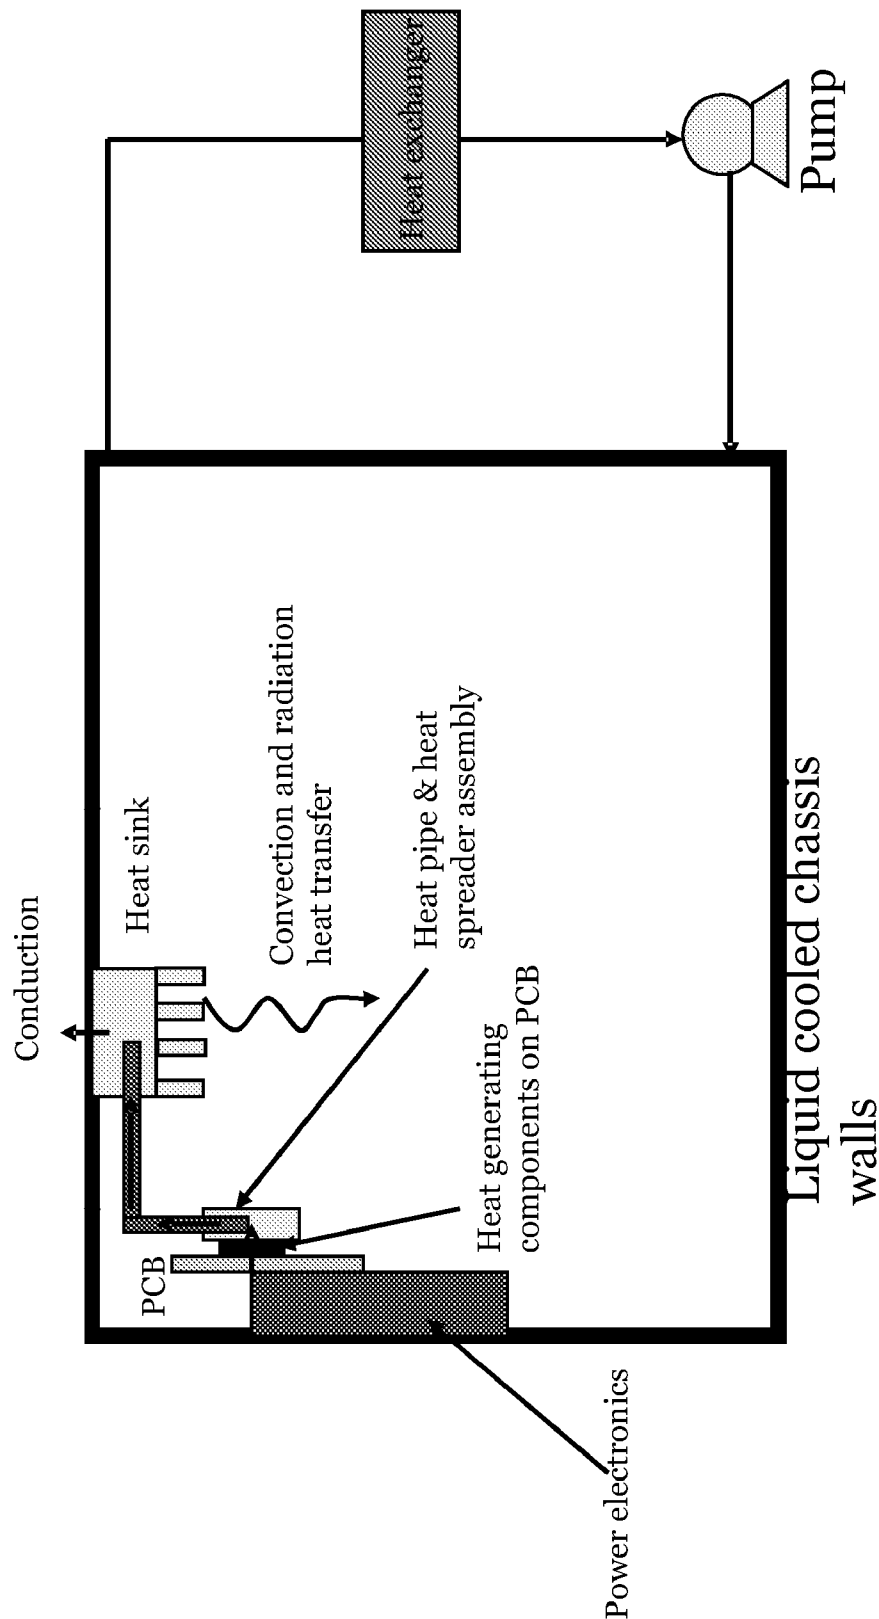 Power electronics
PCB
Conduction
Heat sink
Convection and radiation
heat transfer
Heat pipe & heat
spreader assembly
Heat generating
components on PCB
Liquid cooled chassis
walls
Heat exchanger
Pump